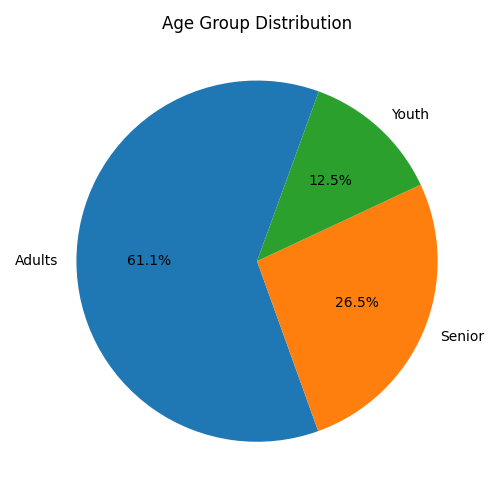 Age Group Distribution
Youth
12.5%
Adults
61.1%
26.5%
Senior